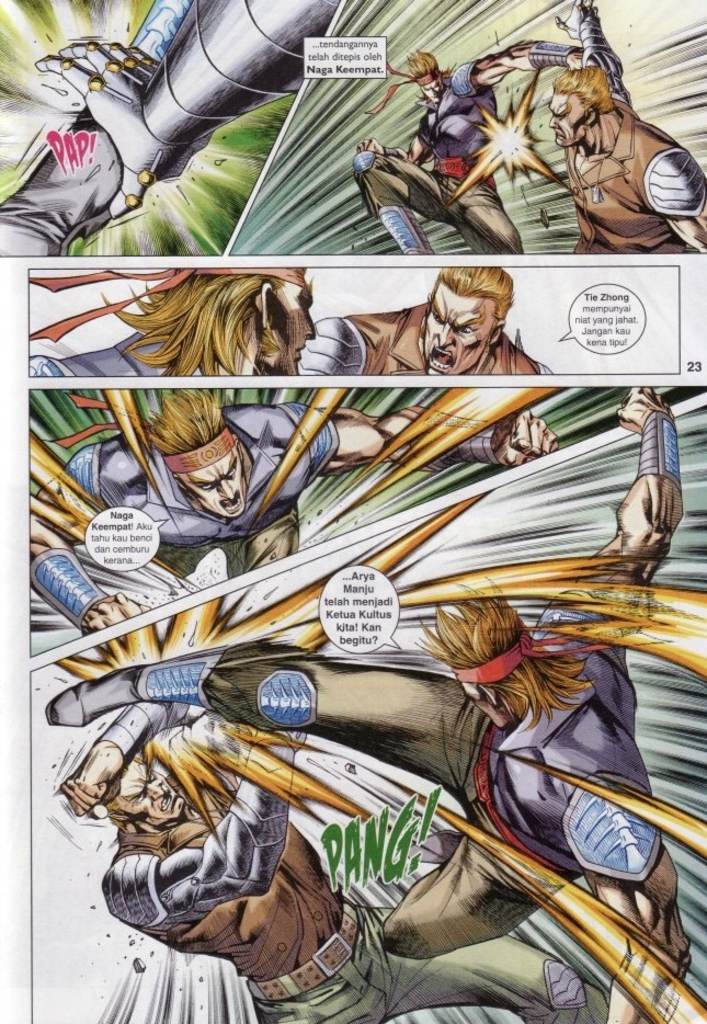 ...tendangannya
telah ditepis oleh
Naga Keempat.
PAP!
Tie Zhong
mempunyai
niat yang jahat.
Jangan kau
kena tipu!
23
Naga
Keempat! Aku
tahu kau benci
dan cemburu
kerana...
...Arya
Manju
telah menjadi
Ketua Kultus
kita! Kan
begitu?
PANG!